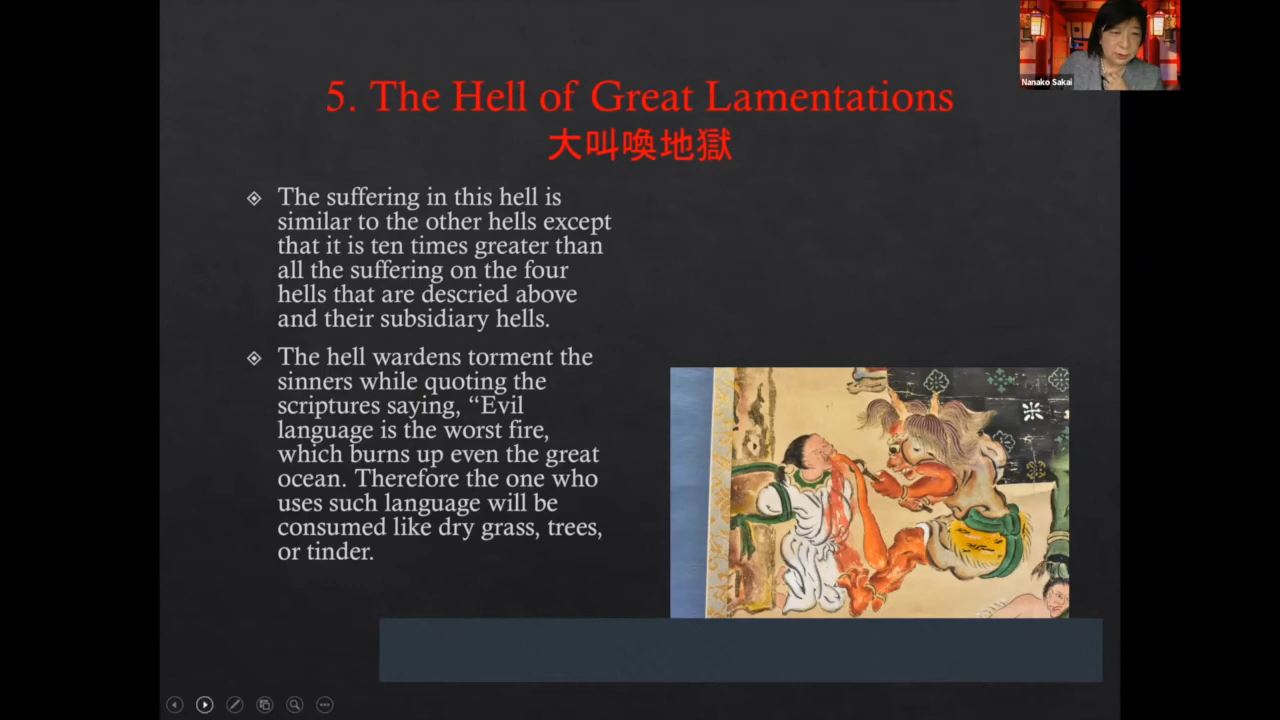 Nanako Sakai
5. The Hell of Great Lamentations
大叫喚地獄
The suffering in this hell is
similar to the other hells except
that it is ten times greater than
all the suffering on the four
hells that are descried above
and their subsidiary hells.
The hell wardens torment the
sinners while quoting the
scriptures saying, “Evil
language is the worst fire,
which burns up even the great
ocean. Therefore the one who
uses such language will be
consumed like dry grass, trees,
or tinder.